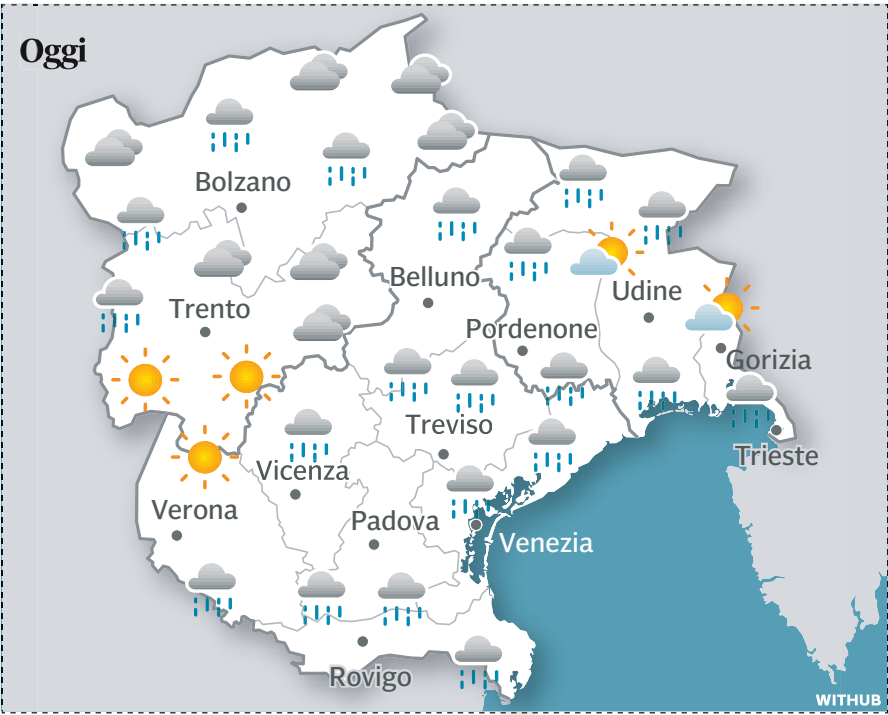 Oggi
Bolzano
Belluno
Udine
Trento
Pordenone
Gorizia
Treviso
Trieste
Vicenza
Verona
Padova
Venezia
Rovigo
WITHUB